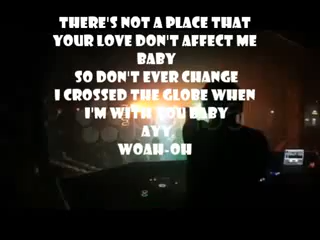 THERE'S NOT A PLACE THAT
YOUR LOVE DON'T AFFECT ME
BABY
SO DON'T EVER CHANGE
I CROSSED THE GLOBE WHEN
I'M WITH YOU BABY
AYY,
WOAH-OH